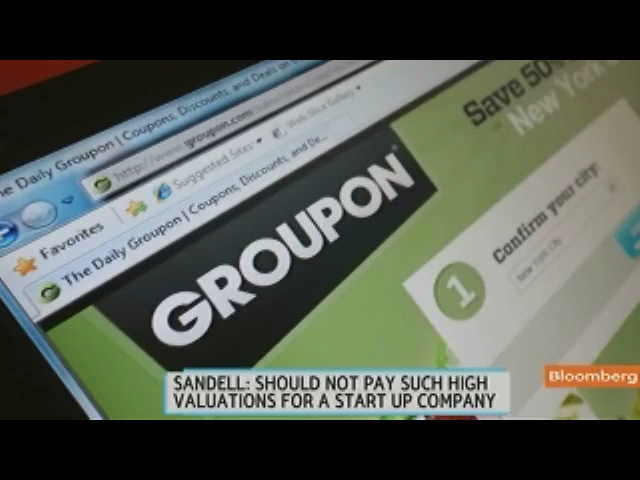 The Daily Groupon | Coupons, Discounts, and Deals on
http://www.groupon.com
Suggested Sites
Web Slice Gallery
Favorites
The Daily Groupon | Coupons, Discounts, and De...
GROUPON
Save 50%
New York
Confirm your city:
1
New York City
SANDELL: SHOULD NOT PAY SUCH HIGH
VALUATIONS FOR A START UP COMPANY
Bloomberg